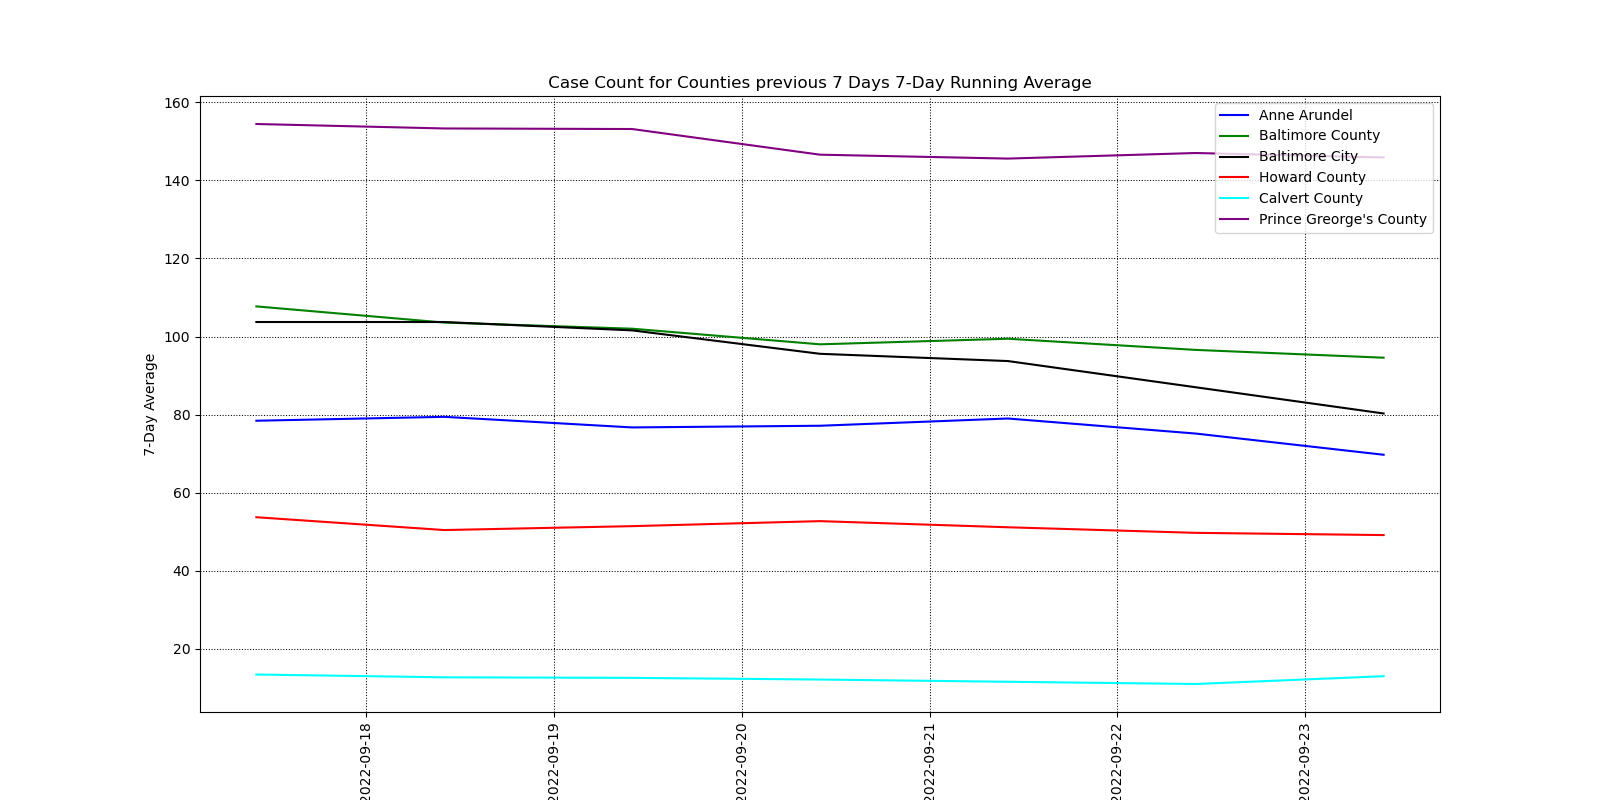 Case Count for Counties previous 7 Days 7-Day Running Average
160
140
120
100
80
60
40
20
7-Day Average
Anne Arundel
Baltimore County
Baltimore City
Howard County
Calvert County
Prince Greorge's County
2022-09-18
2022-09-19
2022-09-20
2022-09-21
2022-09-22
2022-09-23